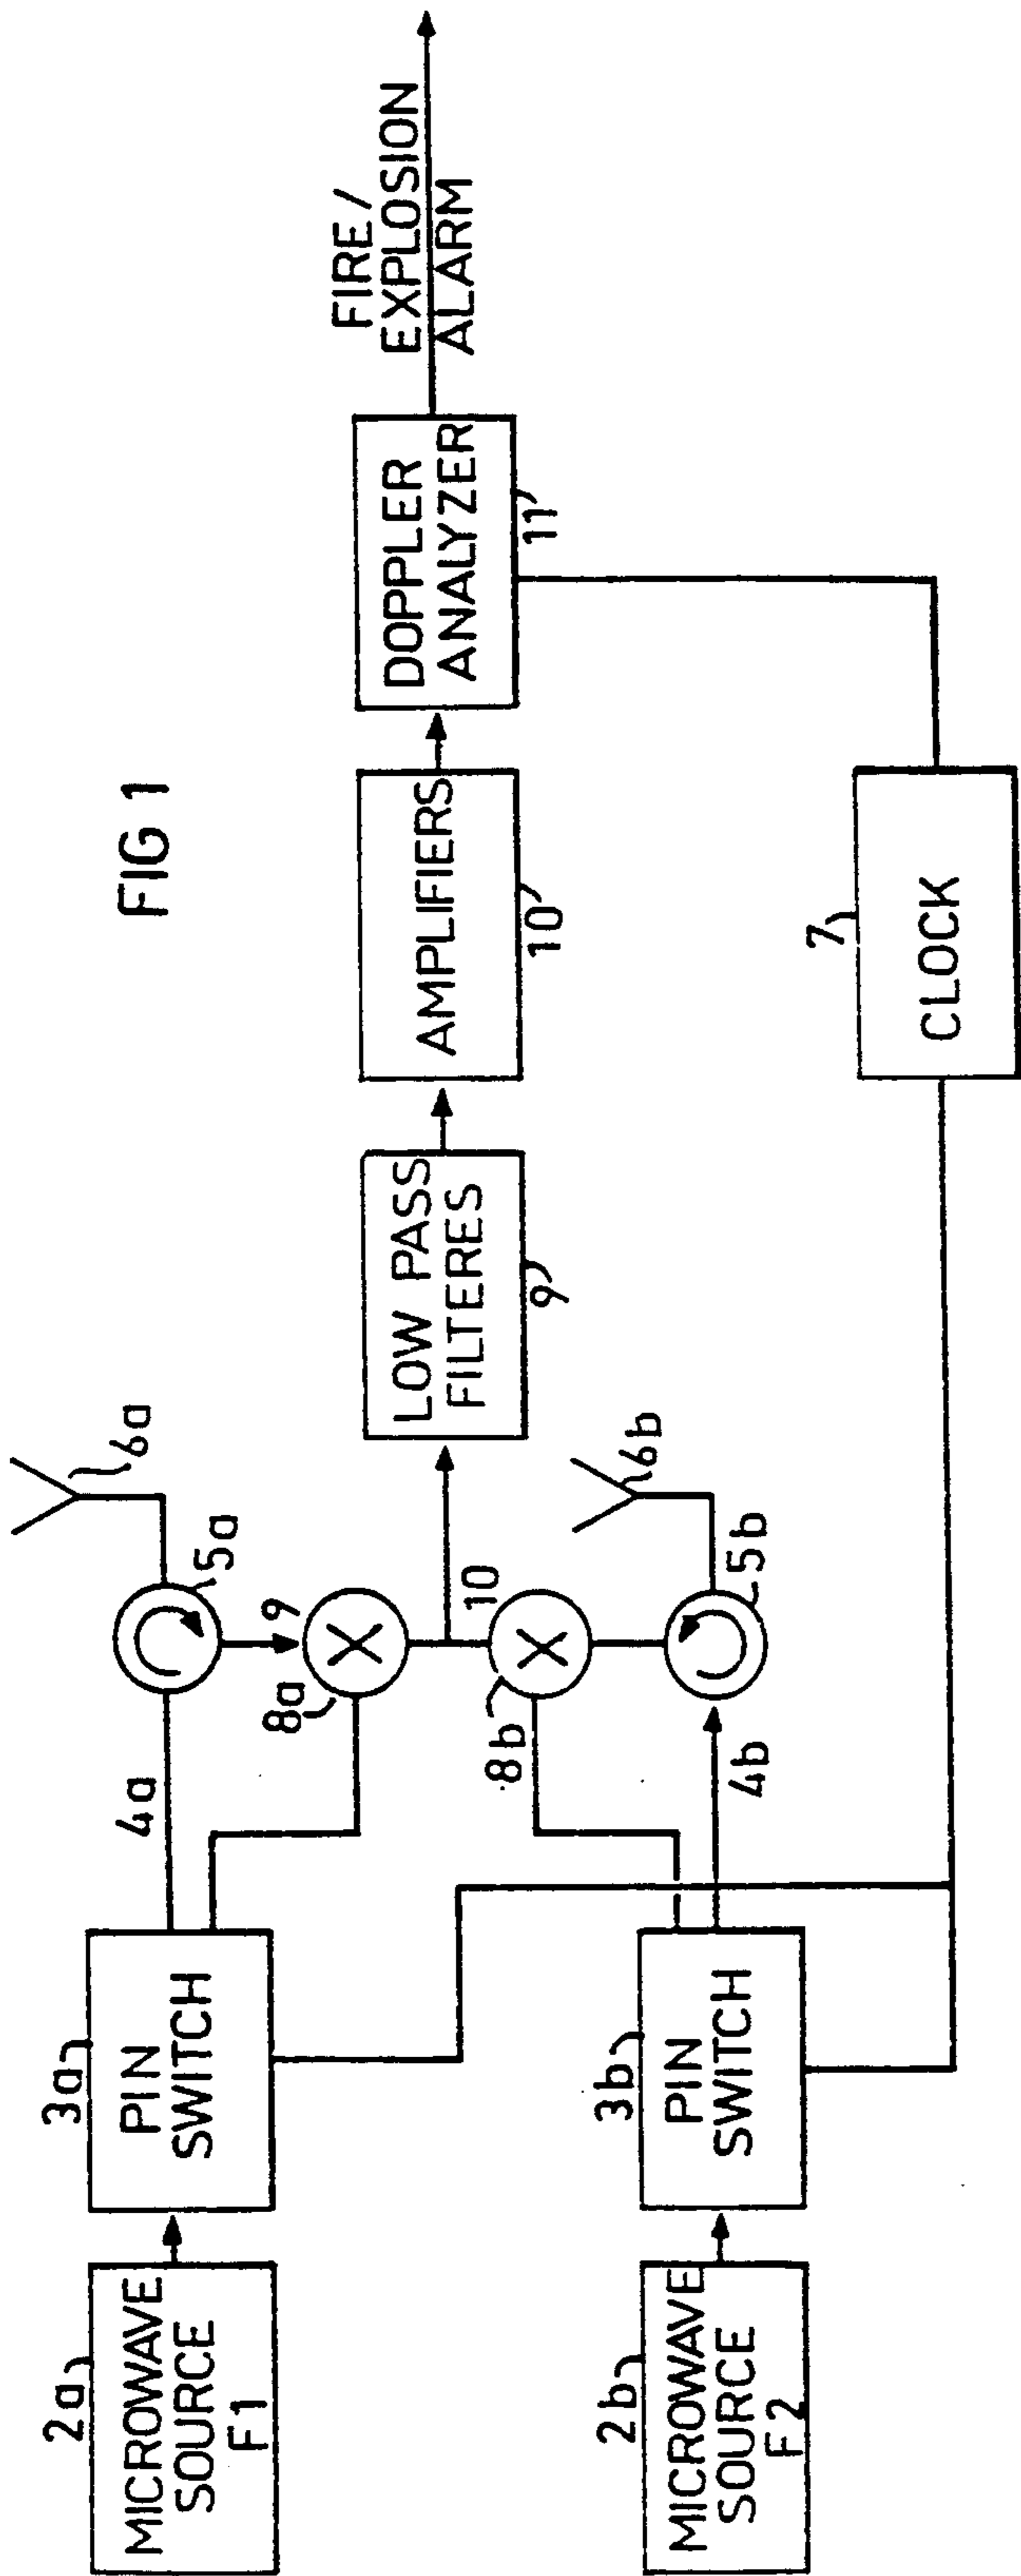 FIG 1
2a
MICROWAVE
SOURCE
F1
3a
PIN
SWITCH
4a
5a
6a
8a
9
10
8b
LOW PASS
FILTERES
9
AMPLIFIERS
10
DOPPLER
ANALYZER
11
FIRE /
EXPLOSION
ALARM
2b
MICROWAVE
SOURCE
F2
3b
PIN
SWITCH
4b
5b
6b
7
CLOCK